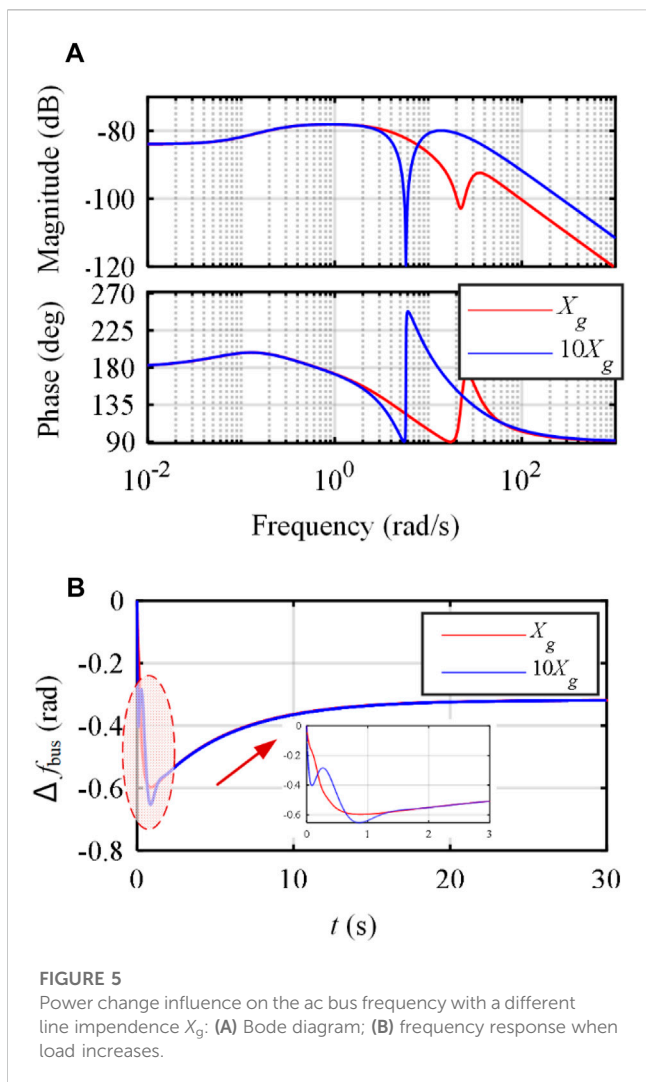 A
Magnitude (dB)
-80
-100
-120
Phase (deg)
270
225
180
135
90
X_g
10X_g
10^-2
10^0
10^2
Frequency (rad/s)
B
Δ f_bus (rad)
0
-0.2
-0.4
-0.6
-0.8
X_g
10X_g
0
-0.2
-0.4
-0.6
0
1
2
3
0
10
20
30
t (s)
FIGURE 5
Power change influence on the ac bus frequency with a different
line impendence X_g: (A) Bode diagram; (B) frequency response when
load increases.